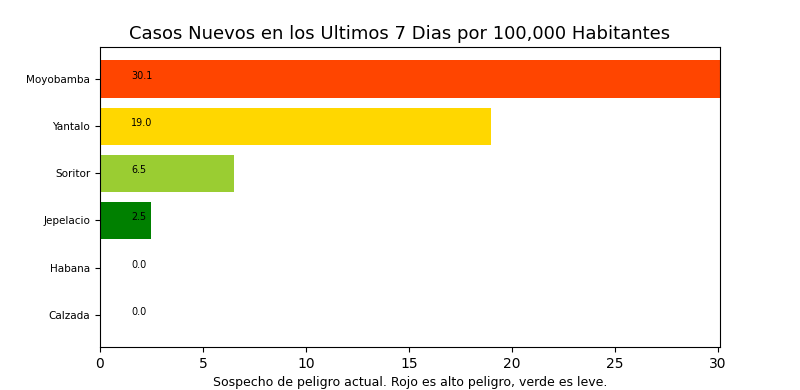 Casos Nuevos en los Ultimos 7 Dias por 100,000 Habitantes
Moyobamba 30.1
Yantalo 19.0
Soritor 6.5
Jepelacio 2.5
Habana 0.0
Calzada 0.0
0 5 10 15 20 25 30
Sospecho de peligro actual. Rojo es alto peligro, verde es leve.